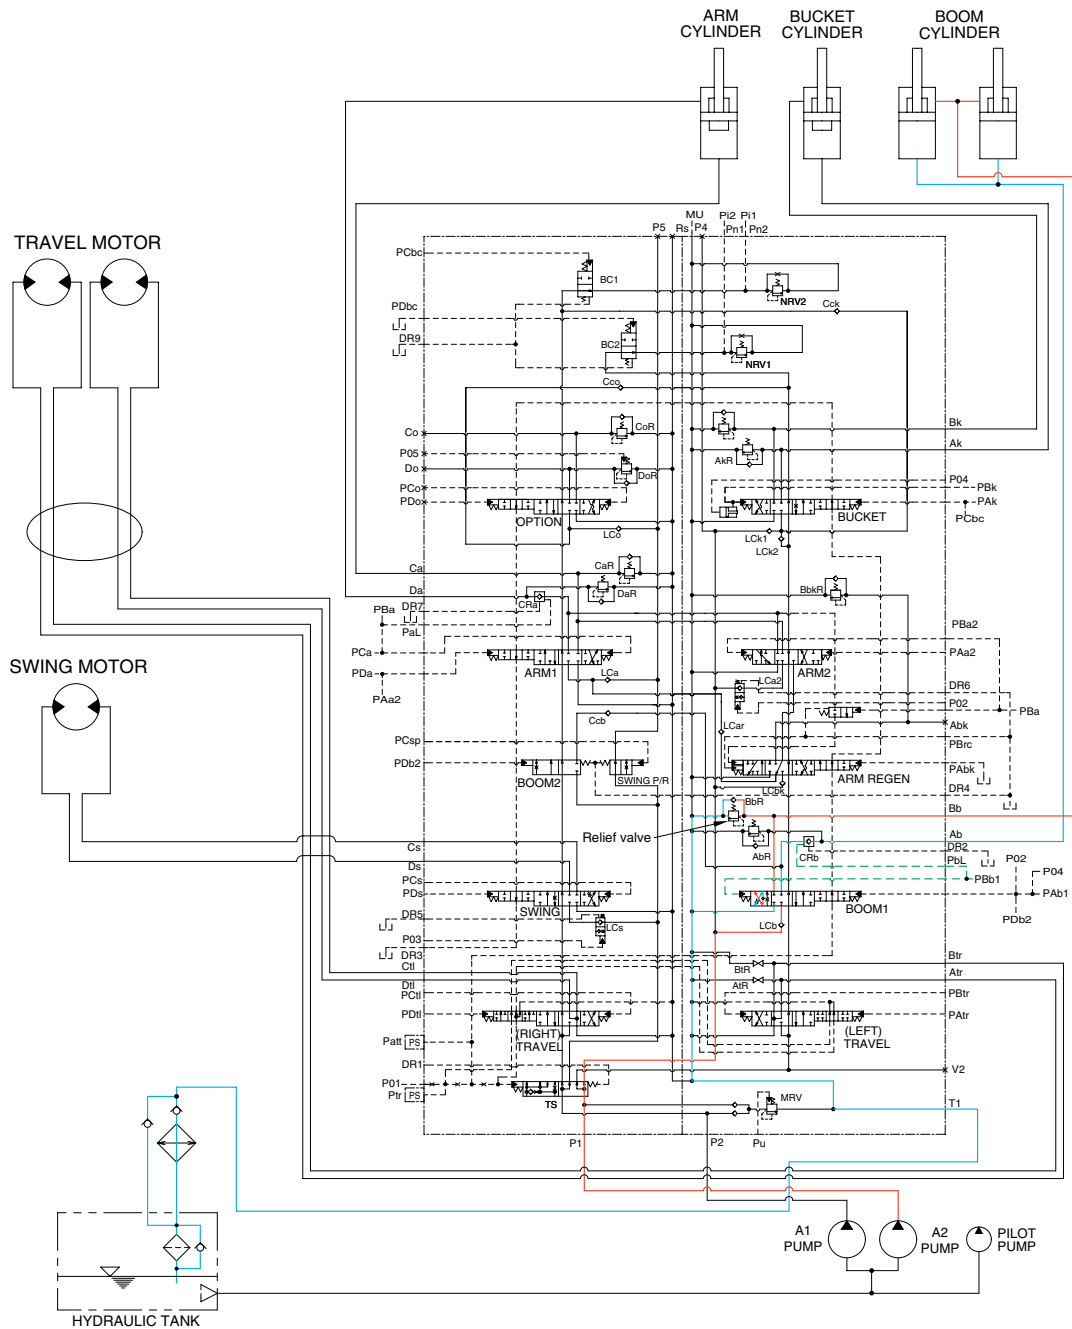 ARM
CYLINDER
BUCKET
CYLINDER
BOOM
CYLINDER
TRAVEL MOTOR
SWING MOTOR
P5
Rs
MU
P4
Pi2
Pi1
Pn1
Pn2
PCbc
BC1
NRV2
Cck
PDbc
DR9
BC2
NRV1
Cco
Co
CoR
Bk
AkR
Ak
P05
Do
DoR
PCo
PDo
OPTION
P04
PBk
PAk
PCbc
BUCKET
LCo
LCk1
LCk2
Ca
CaR
Da
DaR
CRa
BbkR
PBa
DR7
PaL
PCa
PDa
PAa2
ARM1
LCa
PBa2
PAa2
ARM2
LCa2
DR6
P02
PBa
Ccb
LCar
Abk
PCsp
PDb2
BOOM2
SWING P/R
PBrc
PAbk
ARM REGEN
LCbk
DR4
BbR
Bb
Relief valve
AbR
CRb
Ab
DR2
PbL
P02
P04
PBb1
PAb1
PDb2
Cs
Ds
PCs
PDs
SWING
BOOM1
DR5
P03
DR3
LCs
LCb
Ctl
Dtl
PCtl
PDtl
(RIGHT)
TRAVEL
BtR
Btr
AtR
Atr
PBtr
PAtr
(LEFT)
TRAVEL
Patt
PS
DR1
P01
Ptr
PS
TS
V2
MRV
T1
P1
P2
Pu
A1
PUMP
A2
PUMP
PILOT
PUMP
HYDRAULIC TANK